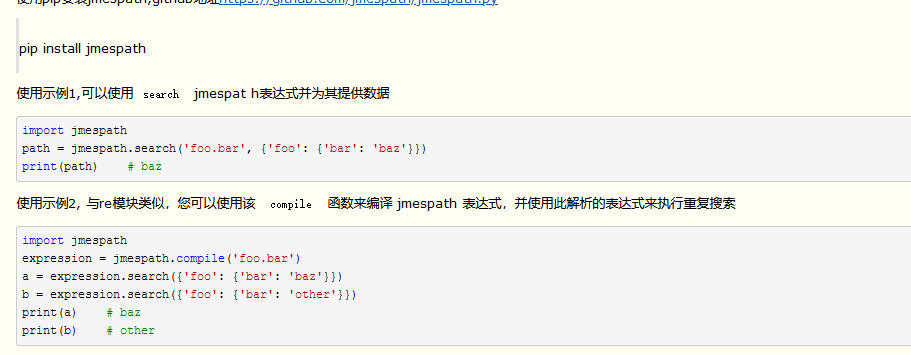 使用pip安装jmespath,github地址https://github.com/jmespath/jmespath.py
pip install jmespath
使用示例1,可以使用 search jmespat h表达式并为其提供数据
import jmespath
path = jmespath.search('foo.bar', {'foo': {'bar': 'baz'}})
print(path)    # baz
使用示例2, 与re模块类似，您可以使用该 compile 函数来编译 jmespath 表达式，并使用此解析的表达式来执行重复搜索
import jmespath
expression = jmespath.compile('foo.bar')
a = expression.search({'foo': {'bar': 'baz'}})
b = expression.search({'foo': {'bar': 'other'}})
print(a)    # baz
print(b)    # other